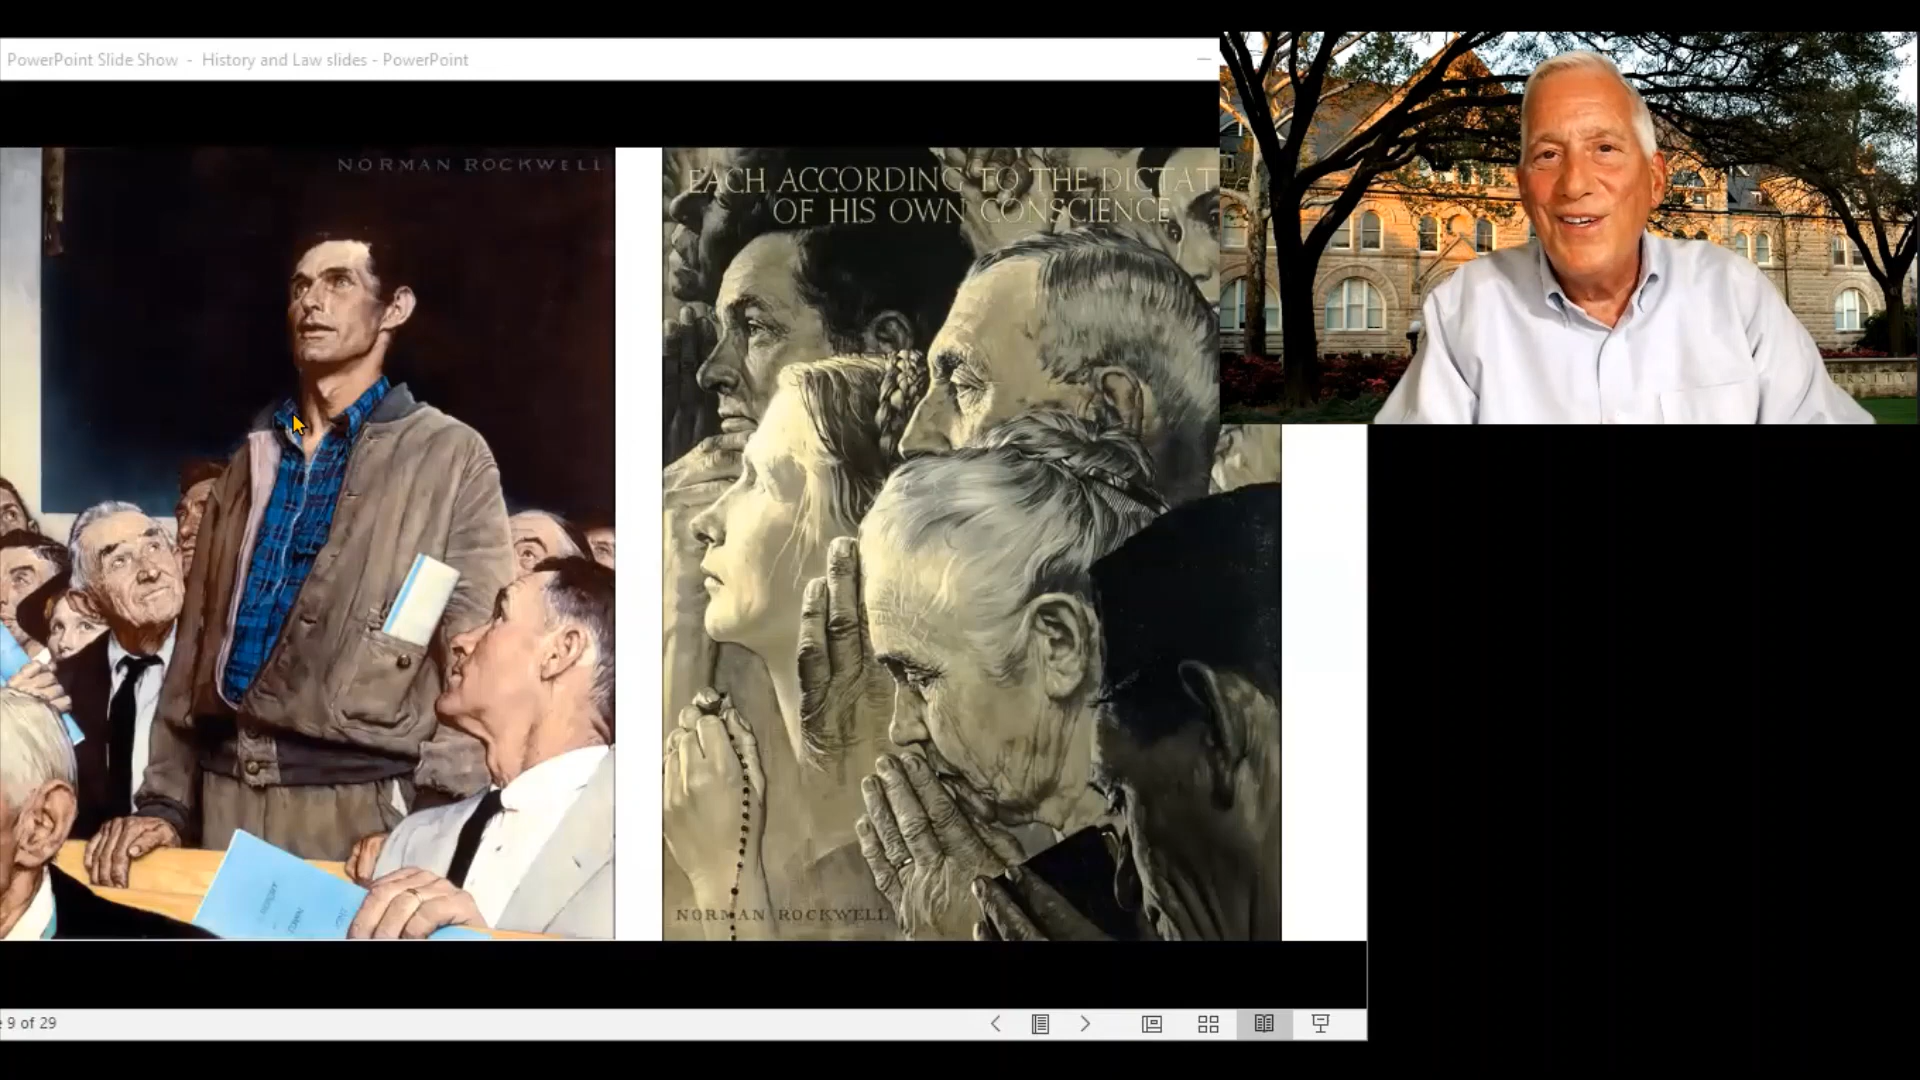 PowerPoint Slide Show - History and Law slides - PowerPoint
NORMAN ROCKWELL
EACH ACCORDING TO THE DICTAT
OF HIS OWN CONSCIENCE
NORMAN ROCKWELL
9 of 29